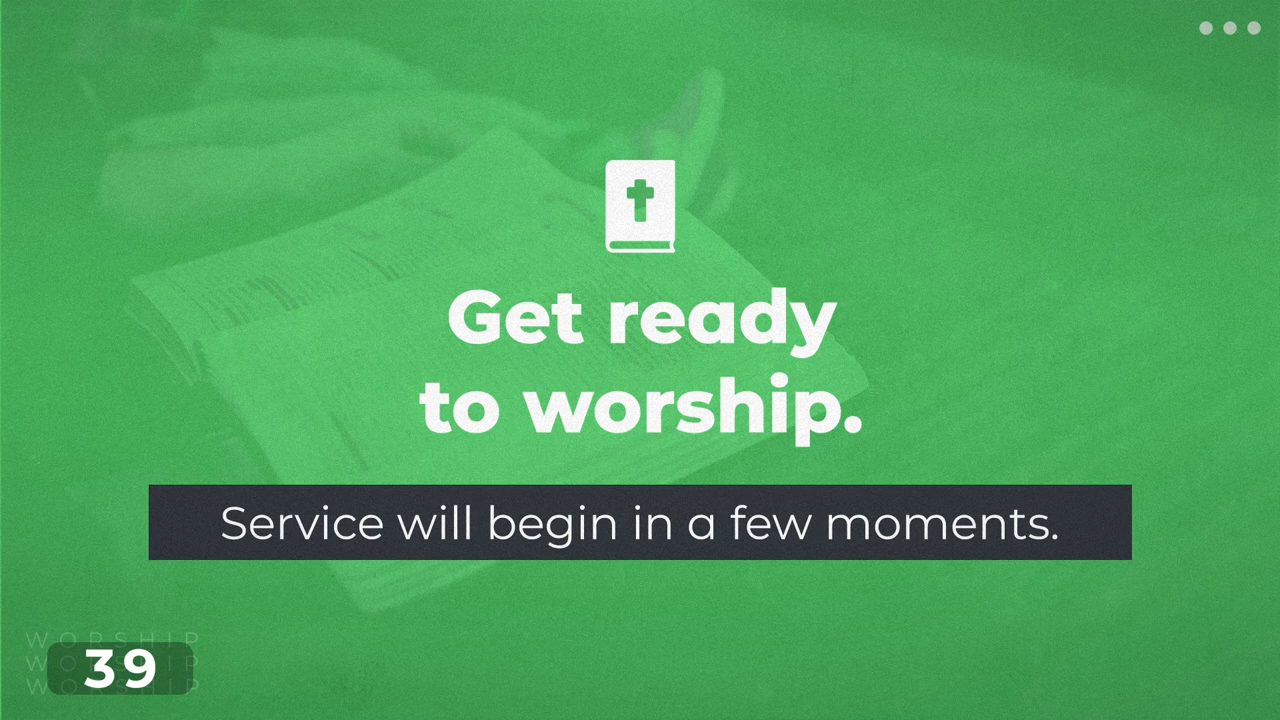 Get ready
to worship.
Service will begin in a few moments.
WORSHIP
WORSHIP
WORSHIP
39